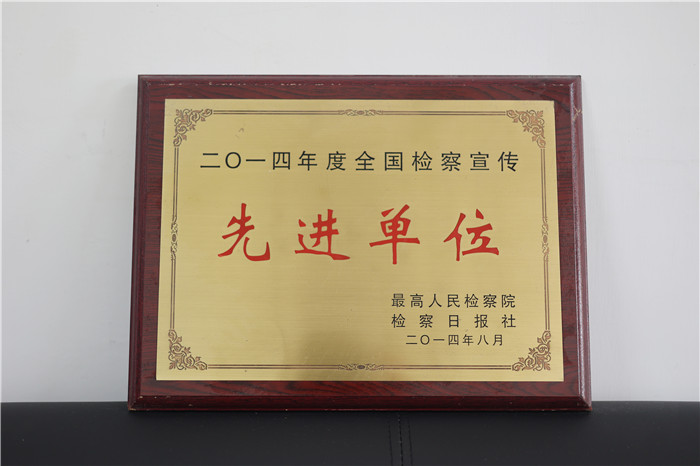 二〇一四年度全国检察宣传
先进单位
最高人民检察院
检察日报社
二〇一四年八月